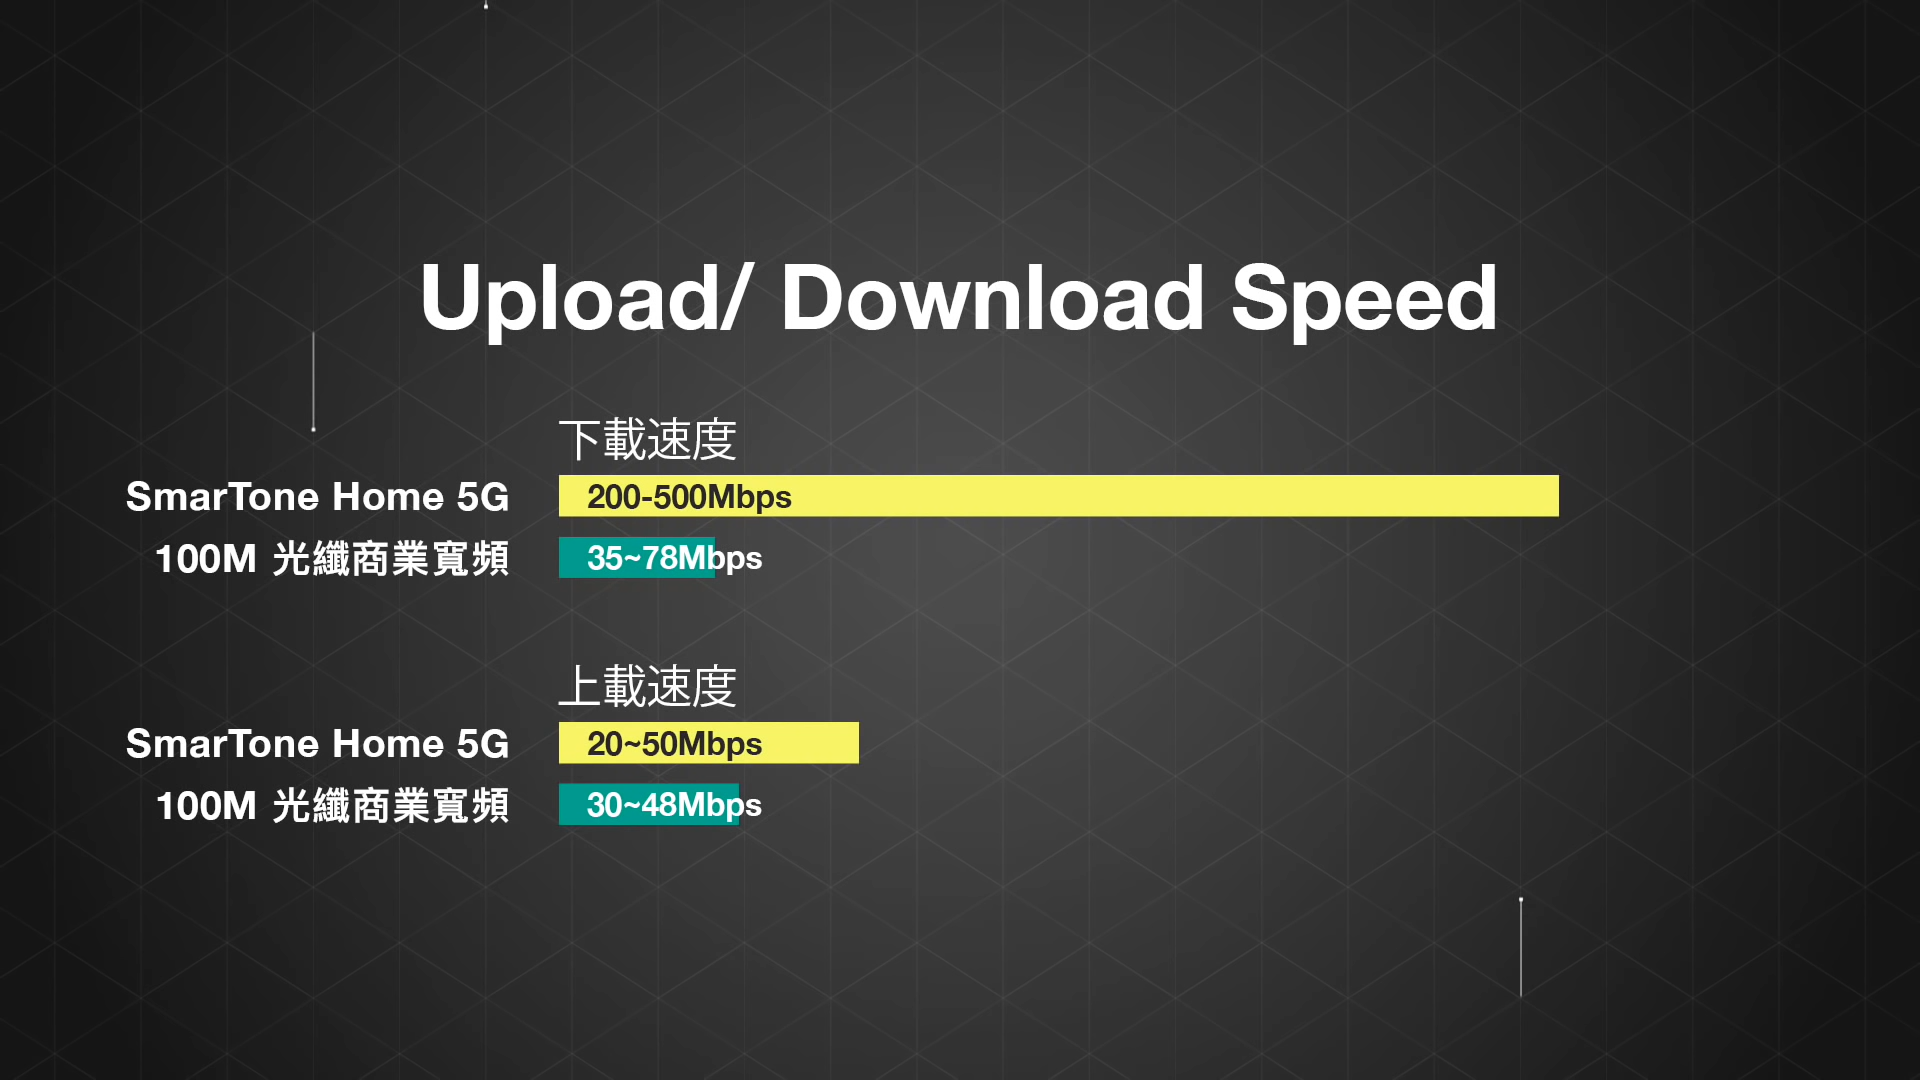 Upload/ Download Speed
下載速度
SmarTone Home 5G 200-500Mbps
100M 光纖商業寬頻 35~78Mbps
上載速度
SmarTone Home 5G 20~50Mbps
100M 光纖商業寬頻 30~48Mbps